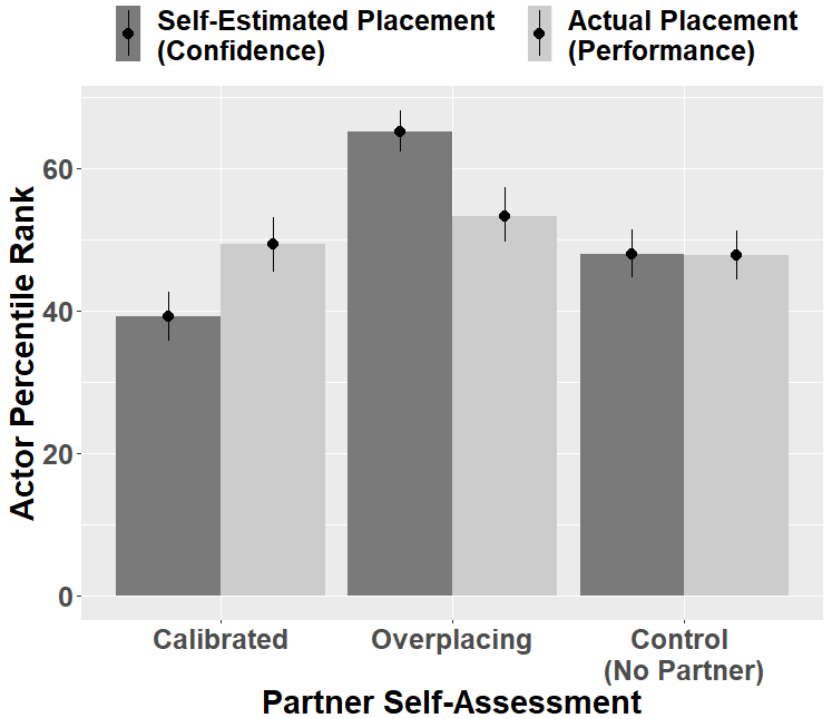 Self-Estimated Placement
(Confidence)
Actual Placement
(Performance)
Actor Percentile Rank
60
40
20
0
Calibrated
Overplacing
Control
(No Partner)
Partner Self-Assessment